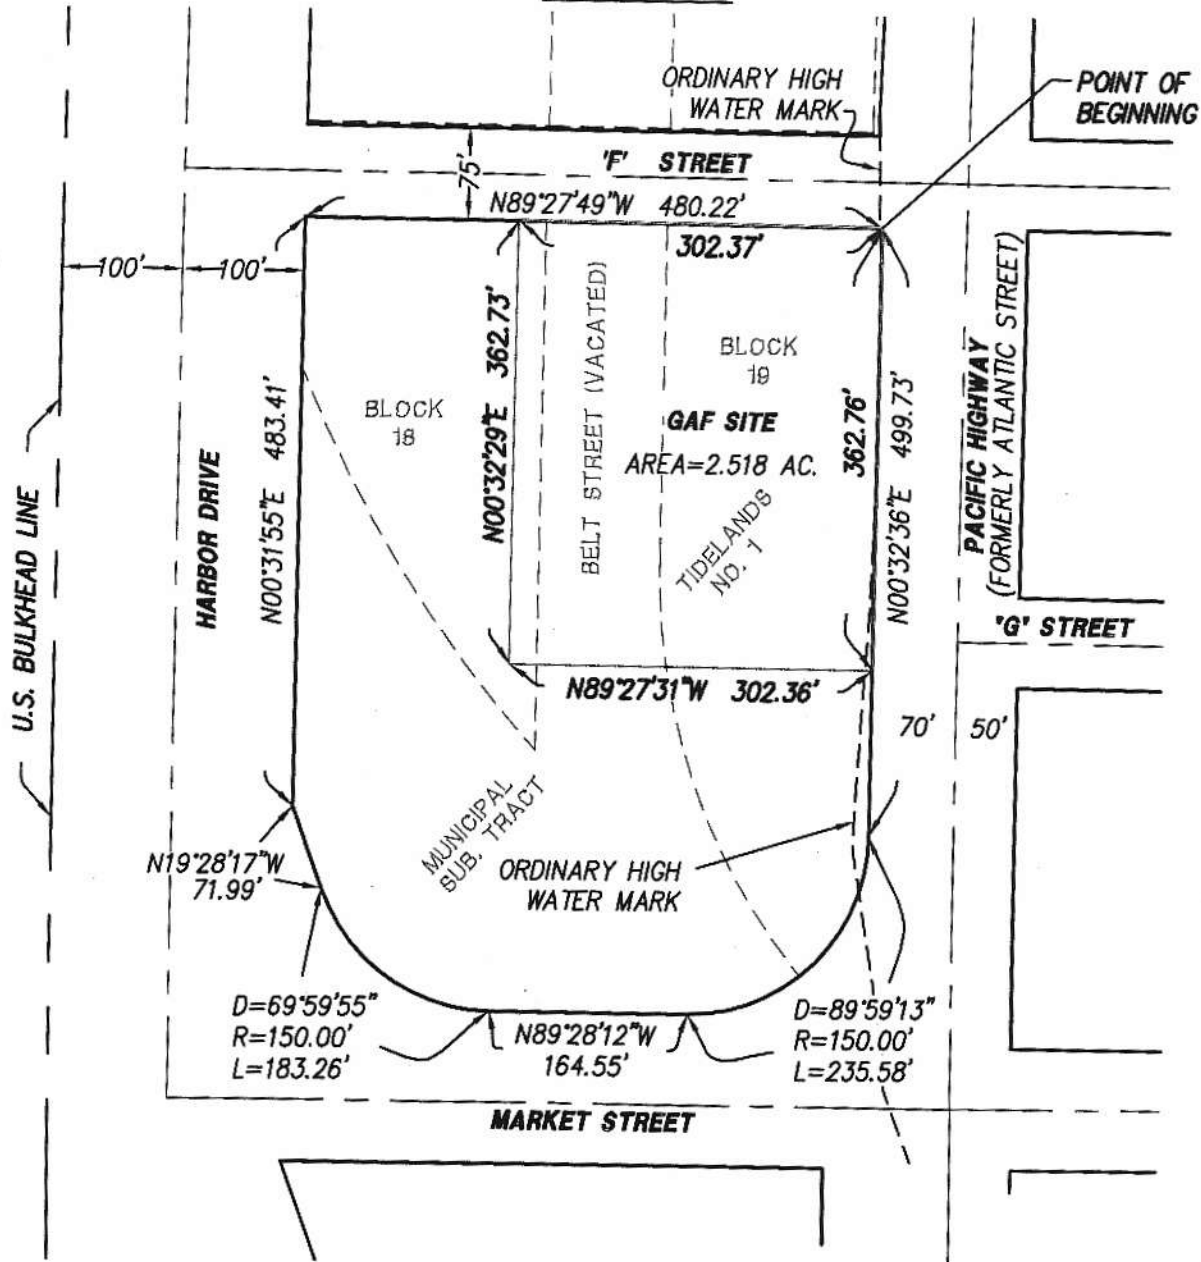 ORDINARY HIGH
WATER MARK
POINT OF
BEGINNING
'F' STREET
75'
N89°27'49"W 480.22'
302.37'
100'
100'
U.S. BULKHEAD LINE
HARBOR DRIVE
N00°31'55"E 483.41'
BLOCK
18
N00°32'29"E 362.73'
BELT STREET (VACATED)
BLOCK
19
GAF SITE
AREA=2.518 AC.
TIDELANDS
NO. 1
362.76'
N00°32'36"E 499.73'
PACIFIC HIGHWAY
(FORMERLY ATLANTIC STREET)
"G" STREET
N89°27'31"W 302.36'
70'
50'
MUNICIPAL
SUB. TRACT
ORDINARY HIGH
WATER MARK
N19°28'17"W
71.99'
D=69°59'55"
R=150.00'
L=183.26'
N89°28'12"W
164.55'
D=89°59'13"
R=150.00'
L=235.58'
MARKET STREET